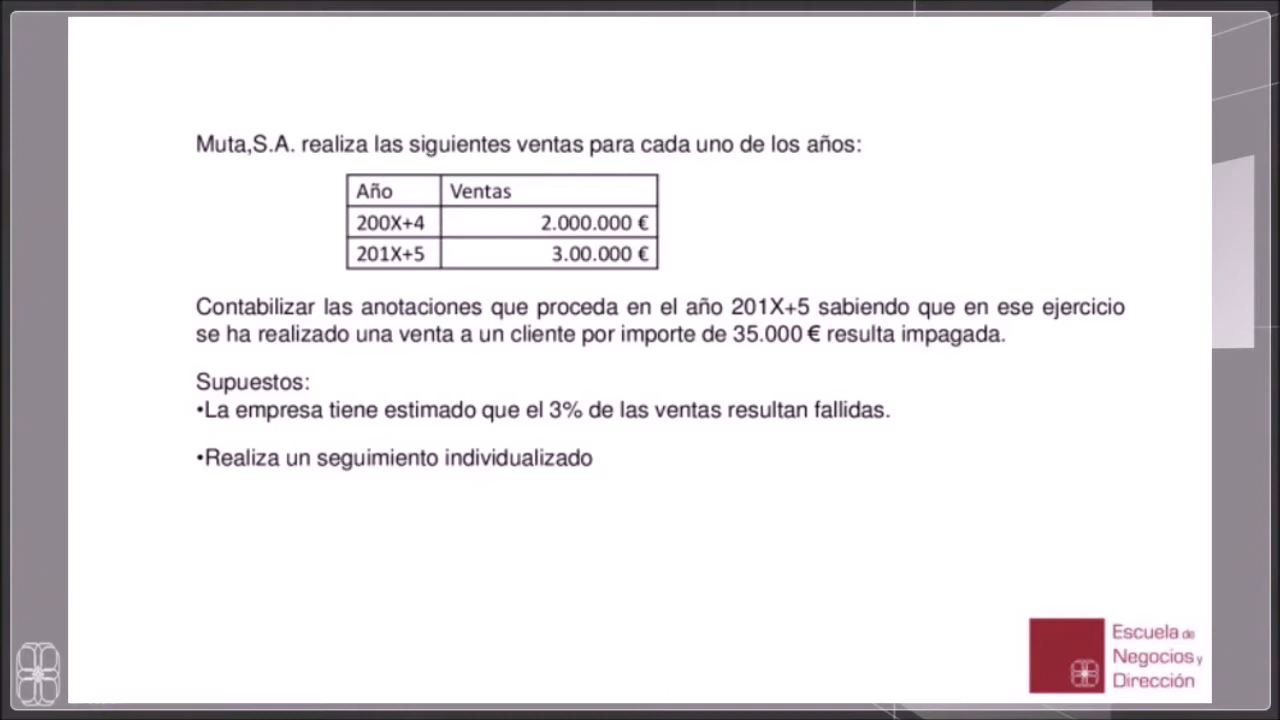 Muta,S.A. realiza las siguientes ventas para cada uno de los años:
Año Ventas
200X+4 2.000.000 €
201X+5 3.00.000 €
Contabilizar las anotaciones que proceda en el año 201X+5 sabiendo que en ese ejercicio
se ha realizado una venta a un cliente por importe de 35.000 € resulta impagada.
Supuestos:
•La empresa tiene estimado que el 3% de las ventas resultan fallidas.
•Realiza un seguimiento individualizado
Escuela de
Negocios y
Dirección